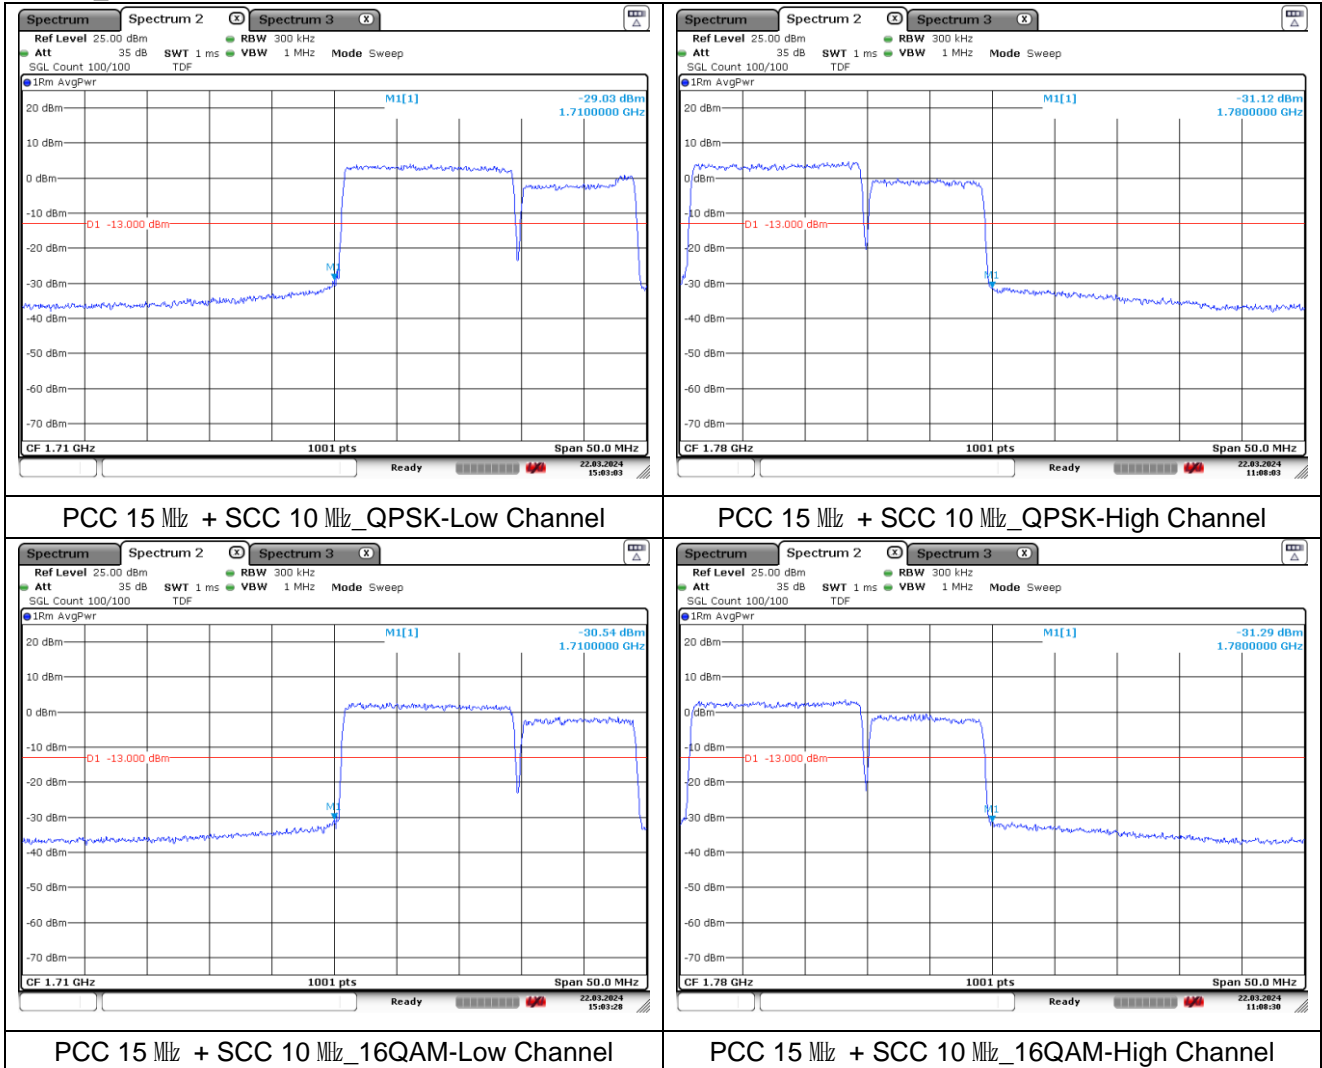 Spectrum Spectrum 2 X Spectrum 3 X
Ref Level 25.00 dBm RBW 300 kHz
Att 35 dB SWT 1 ms VBW 1 MHz Mode Sweep
SGL Count 100/100 TDF
1Rm AvgPwr
M1[1] -29.03 dBm
1.7100000 GHz
20 dBm
10 dBm
0 dBm
-10 dBm
D1 -13.000 dBm
-20 dBm
M1
-30 dBm
-40 dBm
-50 dBm
-60 dBm
-70 dBm
CF 1.71 GHz 1001 pts Span 50.0 MHz
Ready 22.03.2024
15:03:03
PCC 15 ㎒ + SCC 10 ㎒_QPSK-Low Channel
Spectrum Spectrum 2 X Spectrum 3 X
Ref Level 25.00 dBm RBW 300 kHz
Att 35 dB SWT 1 ms VBW 1 MHz Mode Sweep
SGL Count 100/100 TDF
1Rm AvgPwr
M1[1] -31.12 dBm
1.7800000 GHz
20 dBm
10 dBm
0 dBm
-10 dBm
D1 -13.000 dBm
-20 dBm
M1
-30 dBm
-40 dBm
-50 dBm
-60 dBm
-70 dBm
CF 1.78 GHz 1001 pts Span 50.0 MHz
Ready 22.03.2024
11:08:03
PCC 15 ㎒ + SCC 10 ㎒_QPSK-High Channel
Spectrum Spectrum 2 X Spectrum 3 X
Ref Level 25.00 dBm RBW 300 kHz
Att 35 dB SWT 1 ms VBW 1 MHz Mode Sweep
SGL Count 100/100 TDF
1Rm AvgPwr
M1[1] -30.54 dBm
1.7100000 GHz
20 dBm
10 dBm
0 dBm
-10 dBm
D1 -13.000 dBm
-20 dBm
M1
-30 dBm
-40 dBm
-50 dBm
-60 dBm
-70 dBm
CF 1.71 GHz 1001 pts Span 50.0 MHz
Ready 22.03.2024
15:03:28
PCC 15 ㎒ + SCC 10 ㎒_16QAM-Low Channel
Spectrum Spectrum 2 X Spectrum 3 X
Ref Level 25.00 dBm RBW 300 kHz
Att 35 dB SWT 1 ms VBW 1 MHz Mode Sweep
SGL Count 100/100 TDF
1Rm AvgPwr
M1[1] -31.29 dBm
1.7800000 GHz
20 dBm
10 dBm
0 dBm
-10 dBm
D1 -13.000 dBm
-20 dBm
M1
-30 dBm
-40 dBm
-50 dBm
-60 dBm
-70 dBm
CF 1.78 GHz 1001 pts Span 50.0 MHz
Ready 22.03.2024
11:08:30
PCC 15 ㎒ + SCC 10 ㎒_16QAM-High Channel